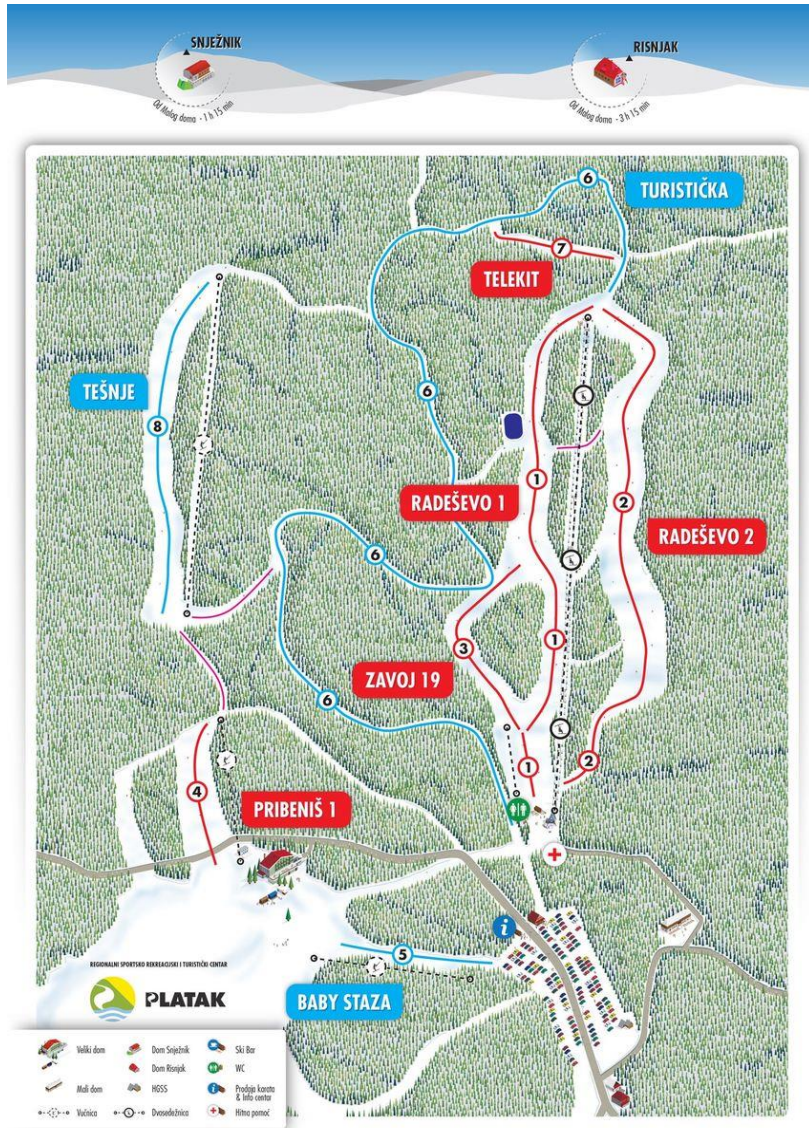 SNJEŽNIK
Od Malog doma - 1 h 15 min
RISNJAK
Od Malog doma - 3 h 15 min
6
TURISTIČKA
7
TELEKIT
TEŠNJE
6
8
1
2
RADEŠEVO 1
RADEŠEVO 2
6
3
1
ZAVOJ 19
6
1
2
4
PRIBENIŠ 1
i
5
REGIONALNI SPORTSKO REKREACIJSKI I TURISTIČKI CENTAR
PLATAK
BABY STAZA
Veliki dom
Dom Snježnik
Ski Bar
Dom Risnjak
WC
Mali dom
HGSS
i
Prodaja karata
& Info centar
Vučnica
Dvosedežnica
Hitna pomoć